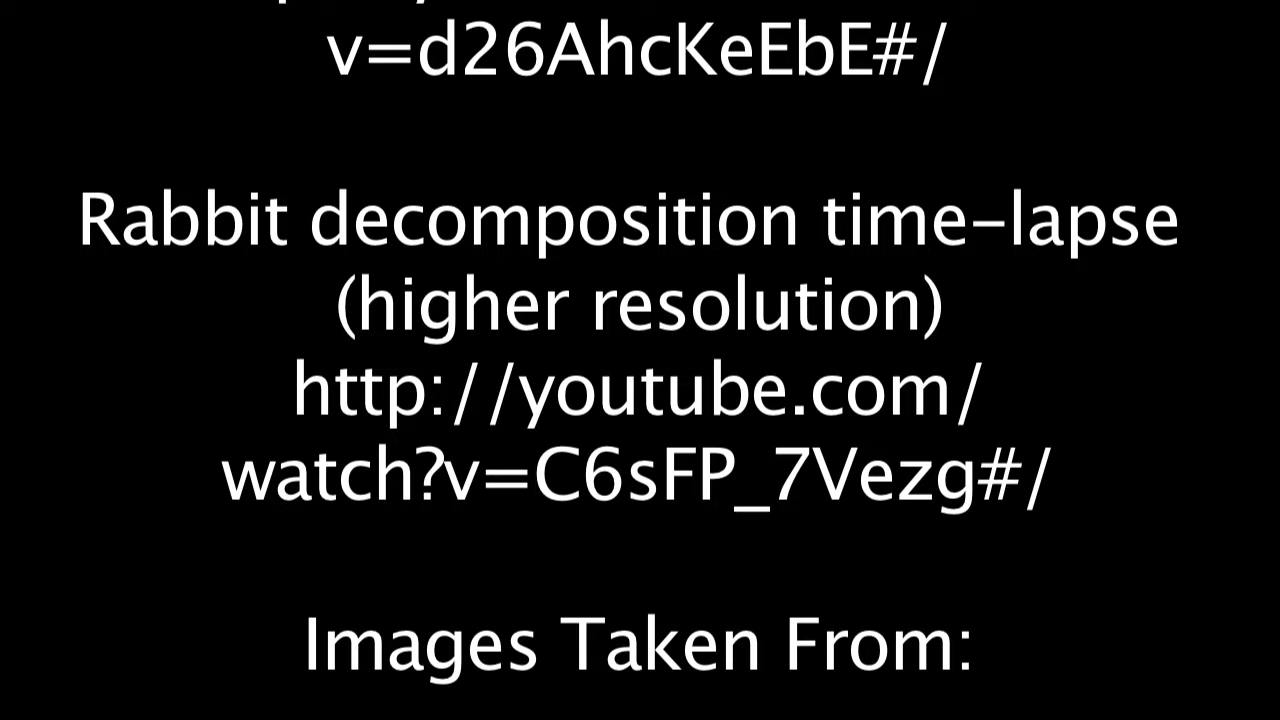 v=d26AhcKeEbE#/
Rabbit decomposition time-lapse
(higher resolution)
http://youtube.com/
watch?v=C6sFP_7Vezg#/
Images Taken From: